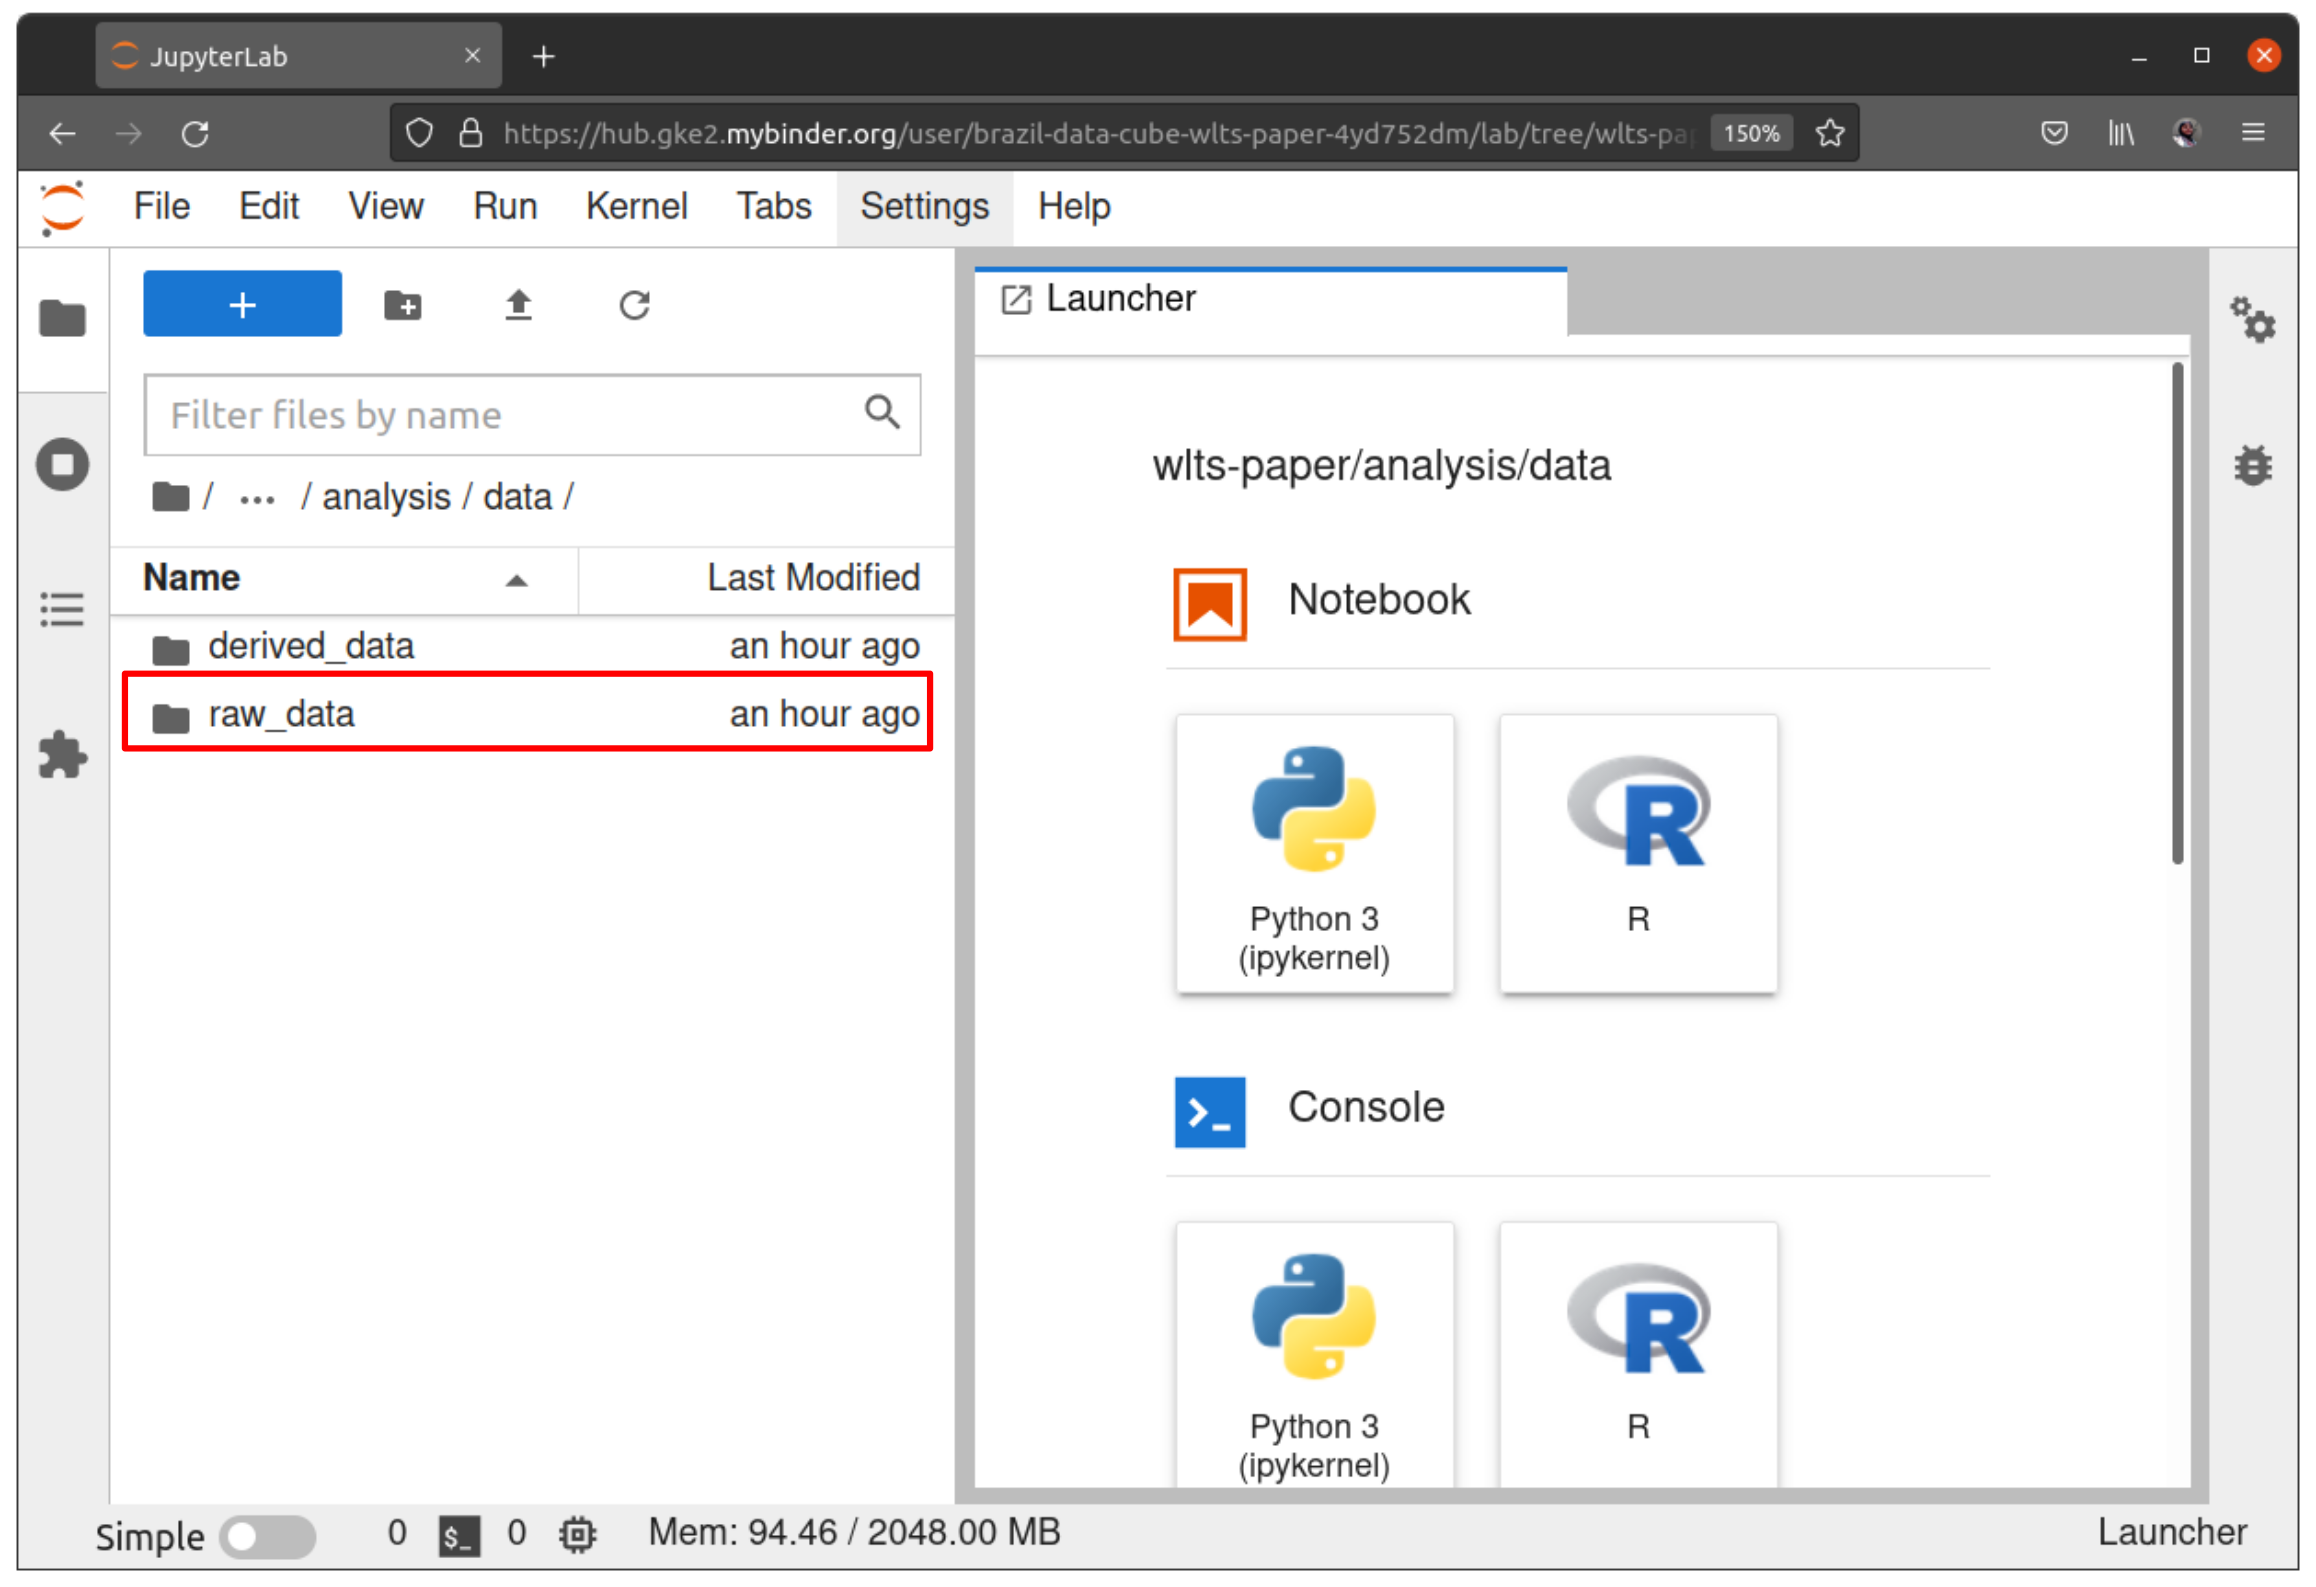 JupyterLab
https://hub.gke2.mybinder.org/user/brazil-data-cube-wlts-paper-4yd752dm/lab/tree/wlts-pa 150%
File Edit View Run Kernel Tabs Settings Help
Launcher
Filter files by name
/ ... / analysis / data /
Name Last Modified
derived_data an hour ago
raw_data an hour ago
wlts-paper/analysis/data
Notebook
Python 3
(ipykernel)
R
Console
Python 3
(ipykernel)
R
Simple 0 $_ 0 Mem: 94.46 / 2048.00 MB Launcher